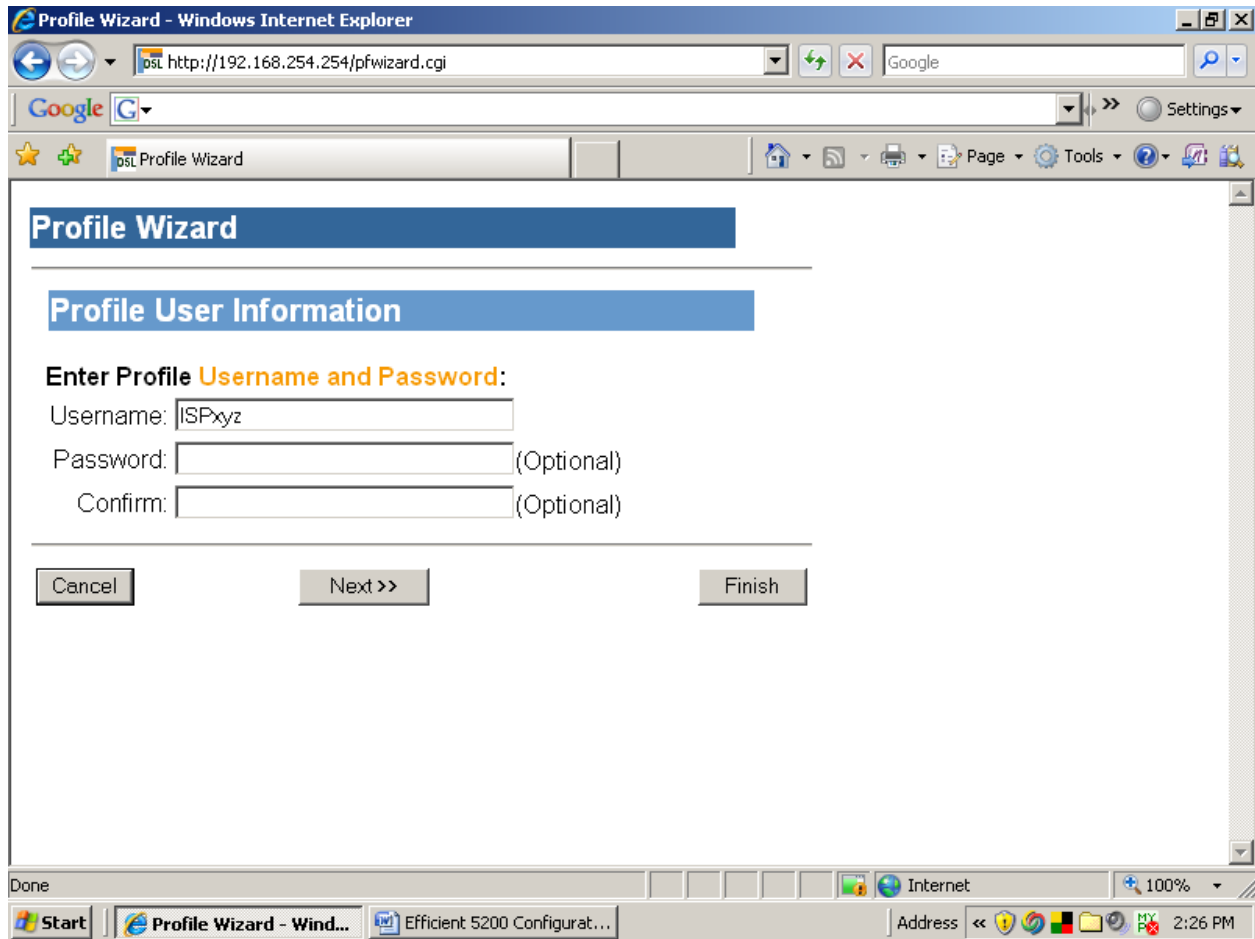 Profile Wizard - Windows Internet Explorer
DSL http://192.168.254.254/pfwizard.cgi
Google
Google G
Settings
DSL Profile Wizard
Page Tools
Profile Wizard
Profile User Information
Enter Profile Username and Password:
Username: ISPxyz
Password: (Optional)
Confirm: (Optional)
Cancel Next >> Finish
Done Internet 100%
Start Profile Wizard - Wind... Efficient 5200 Configurat... Address « 2:26 PM